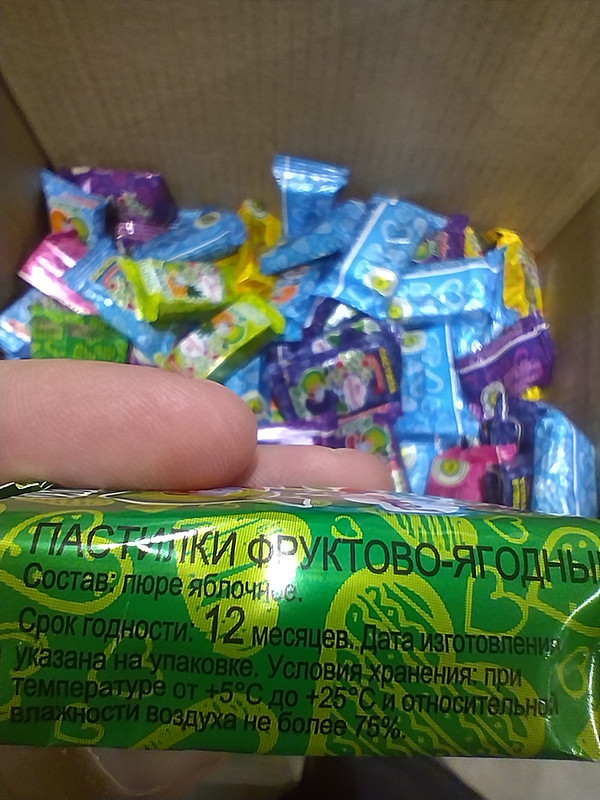 ПАСТИЛКИ ФРУКТОВО-ЯГОДНЫ
Состав: пюре яблочное.
Срок годности: 12 месяцев. Дата изготовления
указана на упаковке. Условия хранения: при
температуре от +5°С до +25°С и относительной
влажности воздуха не более 75%.